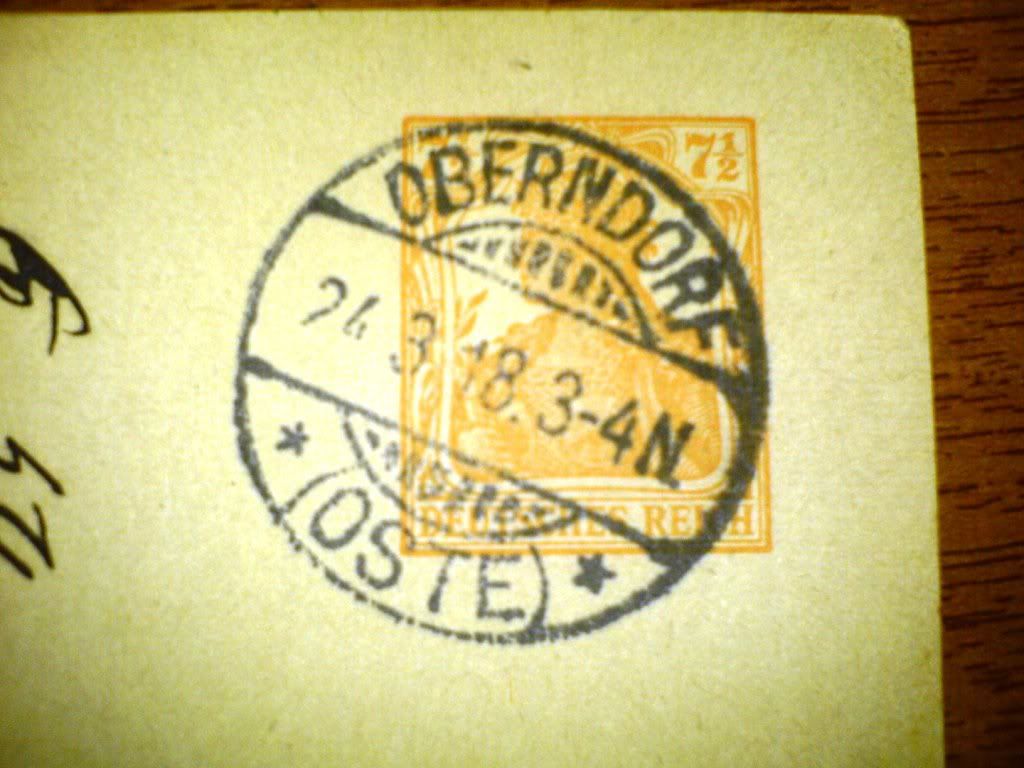 7½
OBERNDORF
24.3.18.3-4N
(OSTE)
DEUTSCHES REICH